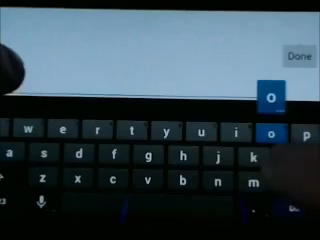 Done
o
w e r t y u i o p
a s d f g h j k
z x c v b n m